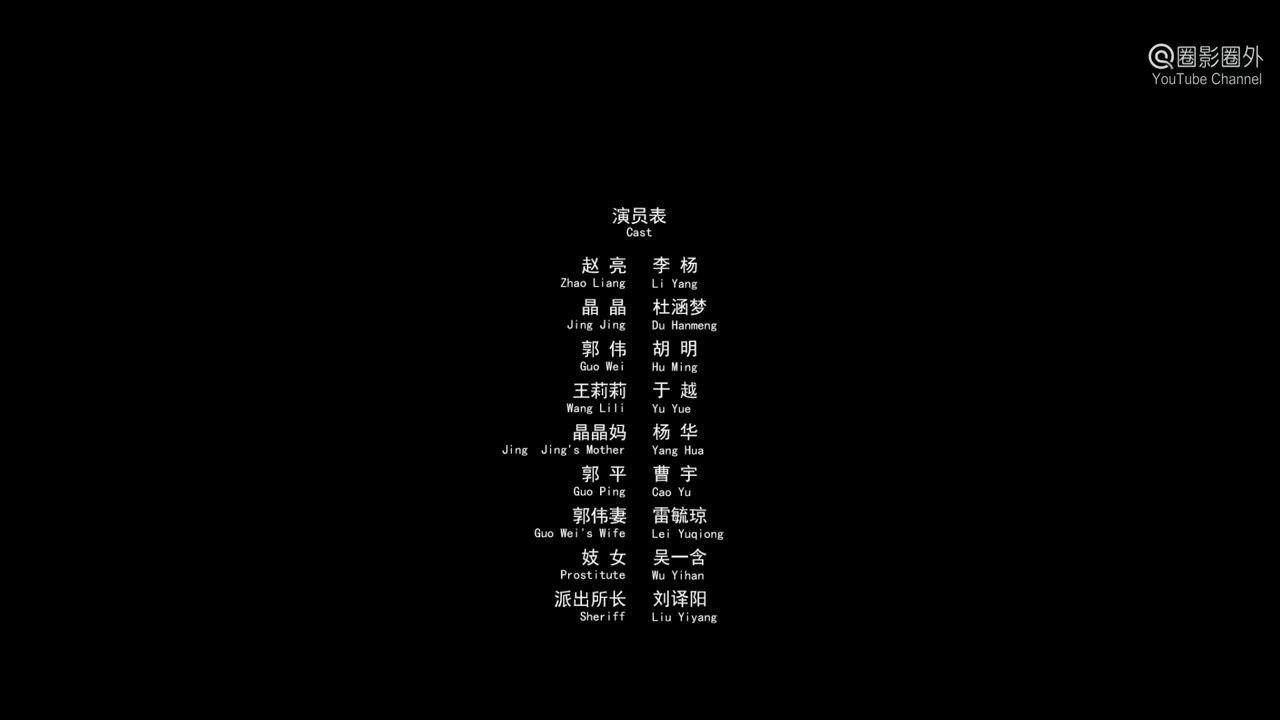 圈影圈外
YouTube Channel
演员表
Cast
赵 亮 李 杨
Zhao Liang Li Yang
晶 晶 杜涵梦
Jing Jing Du Hanmeng
郭 伟 胡 明
Guo Wei Hu Ming
王莉莉 于 越
Wang Lili Yu Yue
晶晶妈 杨 华
Jing Jing's Mother Yang Hua
郭 平 曹 宇
Guo Ping Cao Yu
郭伟妻 雷毓琼
Guo Wei's Wife Lei Yuqiong
妓 女 吴一含
Prostitute Wu Yihan
派出所长 刘译阳
Sheriff Liu Yiyang